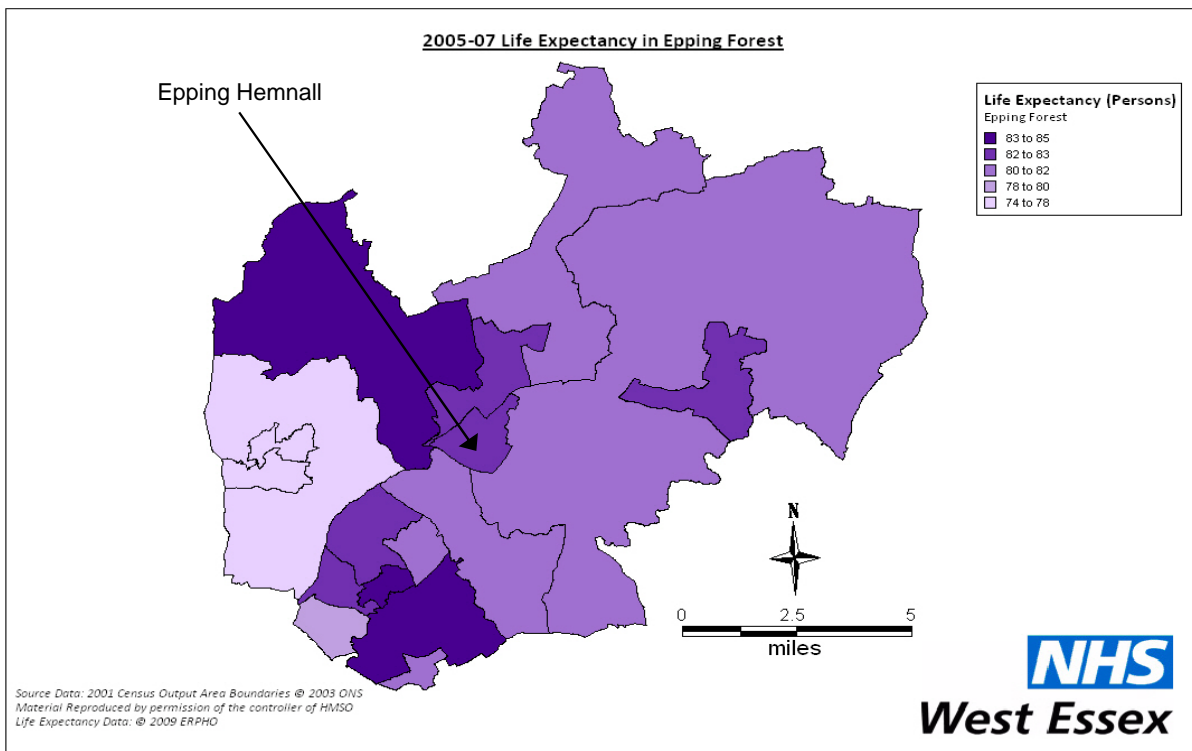 2005-07 Life Expectancy in Epping Forest
Epping Hemnall
Life Expectancy (Persons)
Epping Forest
83 to 85
82 to 83
80 to 82
78 to 80
74 to 78
N
0 2.5 5
miles
Source Data: 2001 Census Output Area Boundaries © 2003 ONS
Material Reproduced by permission of the controller of HMSO
Life Expectancy Data: © 2009 ERPHO
NHS
West Essex